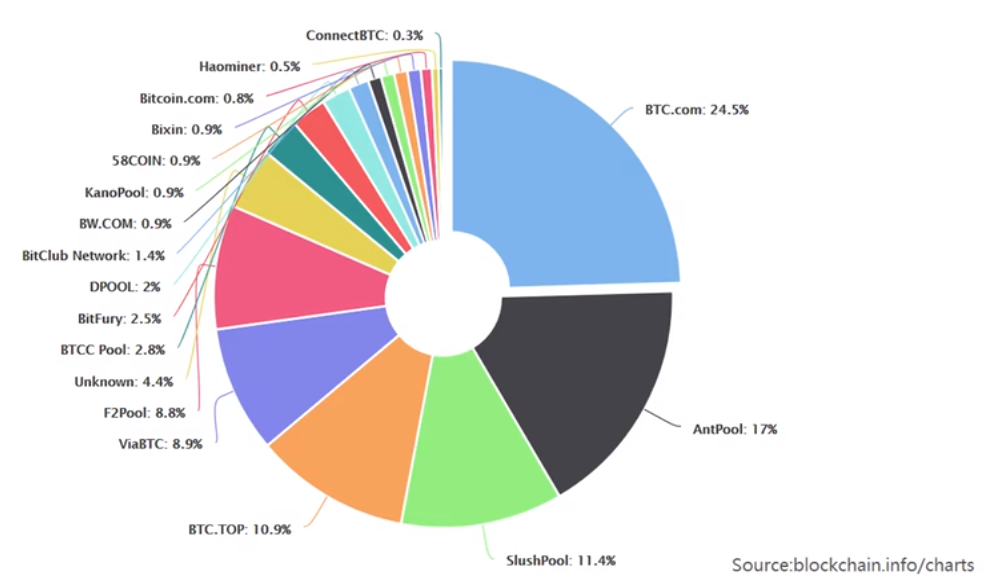 ConnectBTC: 0.3%
Haominer: 0.5%
Bitcoin.com: 0.8%
Bixin: 0.9%
58COIN: 0.9%
KanoPool: 0.9%
BW.COM: 0.9%
BitClub Network: 1.4%
DPOOL: 2%
BitFury: 2.5%
BTCC Pool: 2.8%
Unknown: 4.4%
F2Pool: 8.8%
ViaBTC: 8.9%
BTC.TOP: 10.9%
SlushPool: 11.4%
AntPool: 17%
BTC.com: 24.5%
Source:blockchain.info/charts